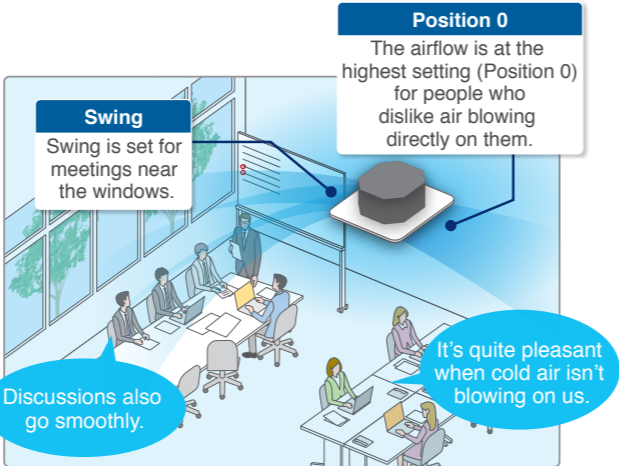 Position 0
The airflow is at the
highest setting (Position 0)
for people who
dislike air blowing
directly on them.
Swing
Swing is set for
meetings near
the windows.
It's quite pleasant
when cold air isn't
blowing on us.
Discussions also
go smoothly.